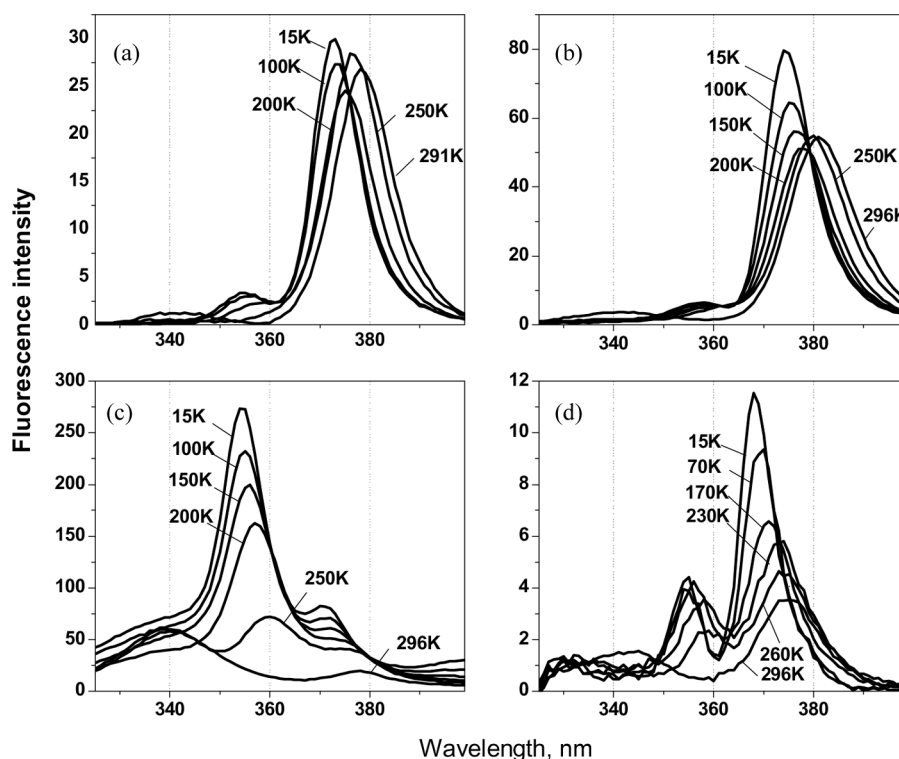 Fluorescence intensity
(a)
30
25
20
15
10
5
0
15K
100K
200K
250K
291K
340 360 380
(b)
80
60
40
20
0
15K
100K
150K
200K
250K
296K
340 360 380
(c)
300
250
200
150
100
50
0
15K
100K
150K
200K
250K
296K
340 360 380
(d)
12
10
8
6
4
2
0
15K
70K
170K
230K
260K
296K
340 360 380
Wavelength, nm